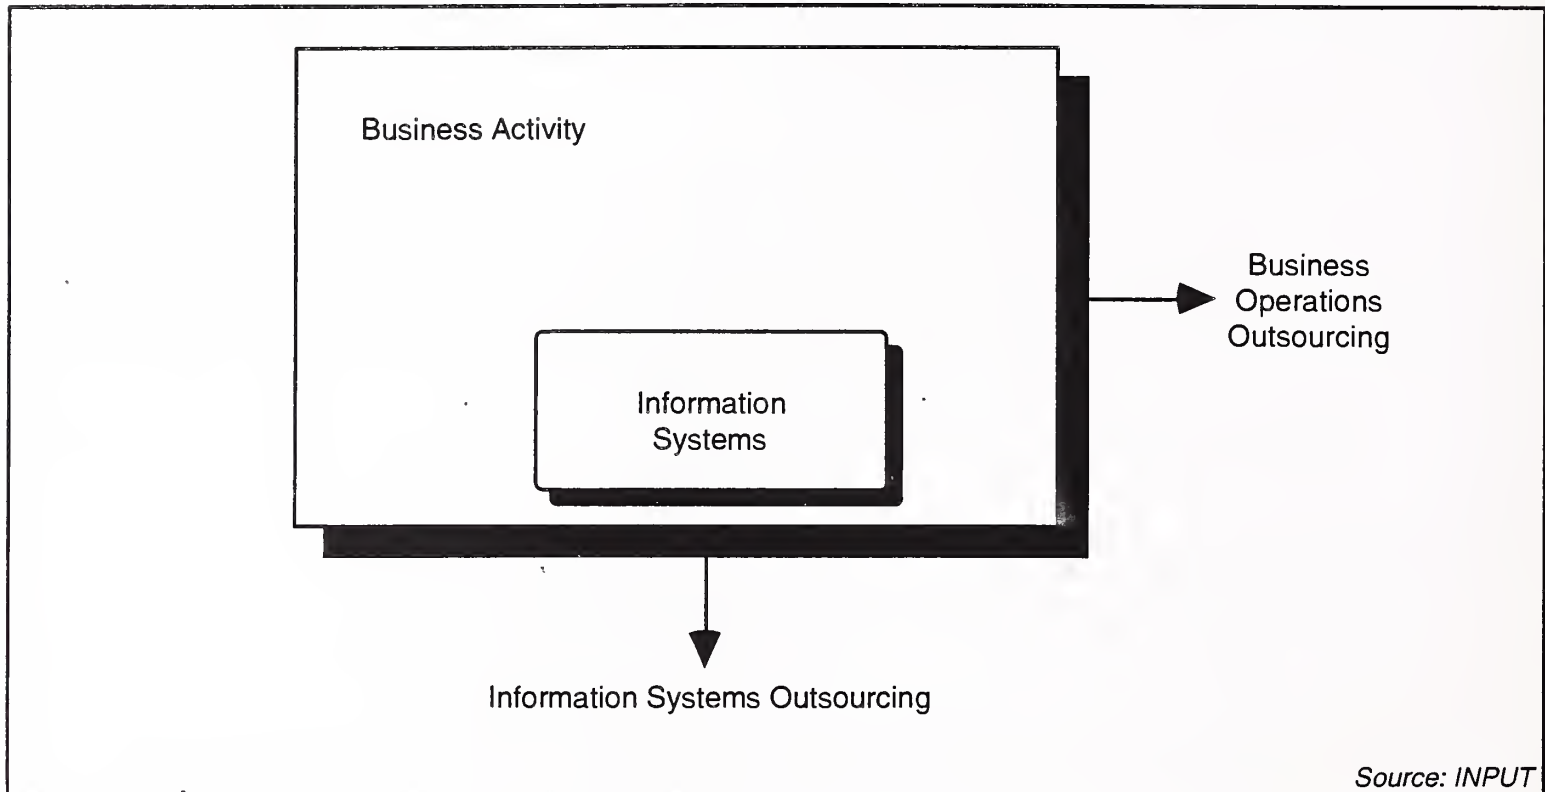 Business Activity
Business
Operations
Outsourcing
Information
Systems
Information Systems Outsourcing
Source: INPUT